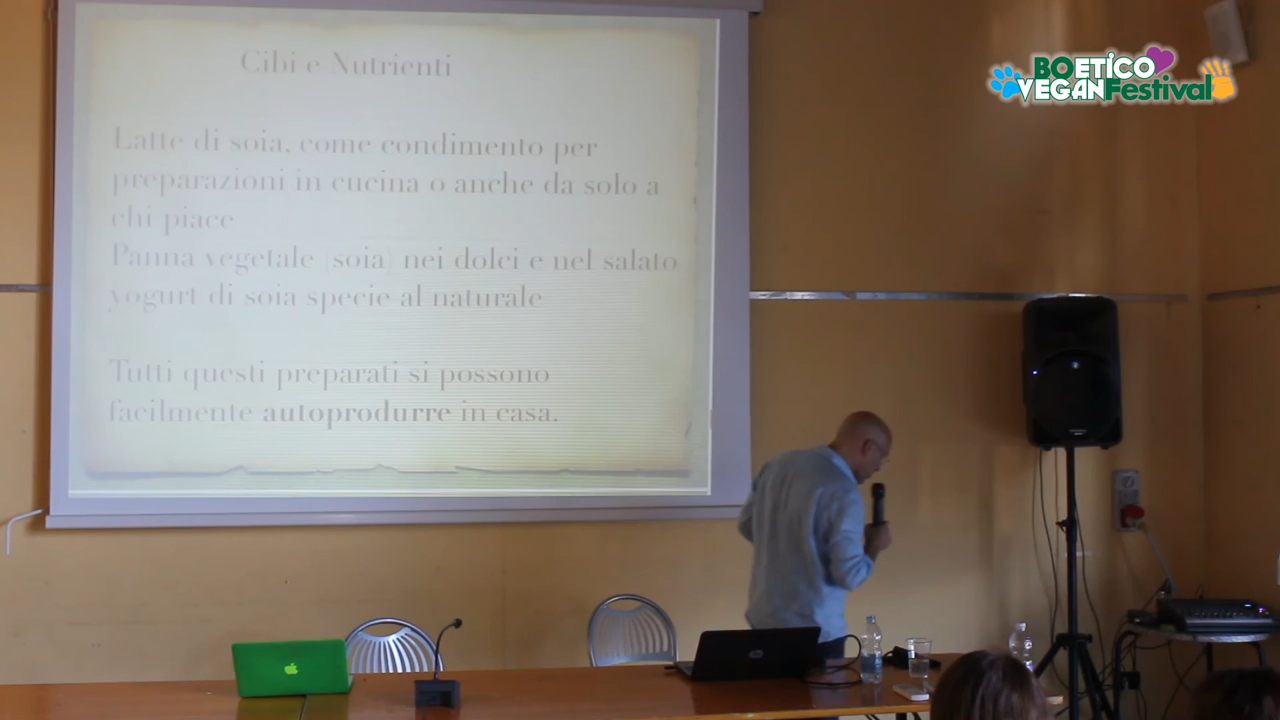 Cibi e Nutrienti
Latte di soia, come condimento per
preparazioni in cucina o anche da solo a
chi piace
Panna vegetale (soia) nei dolci e nel salato
yogurt di soia specie al naturale
Tutti questi preparati si possono
facilmente autoprodurre in casa.
BOETICO
VEGANFestival